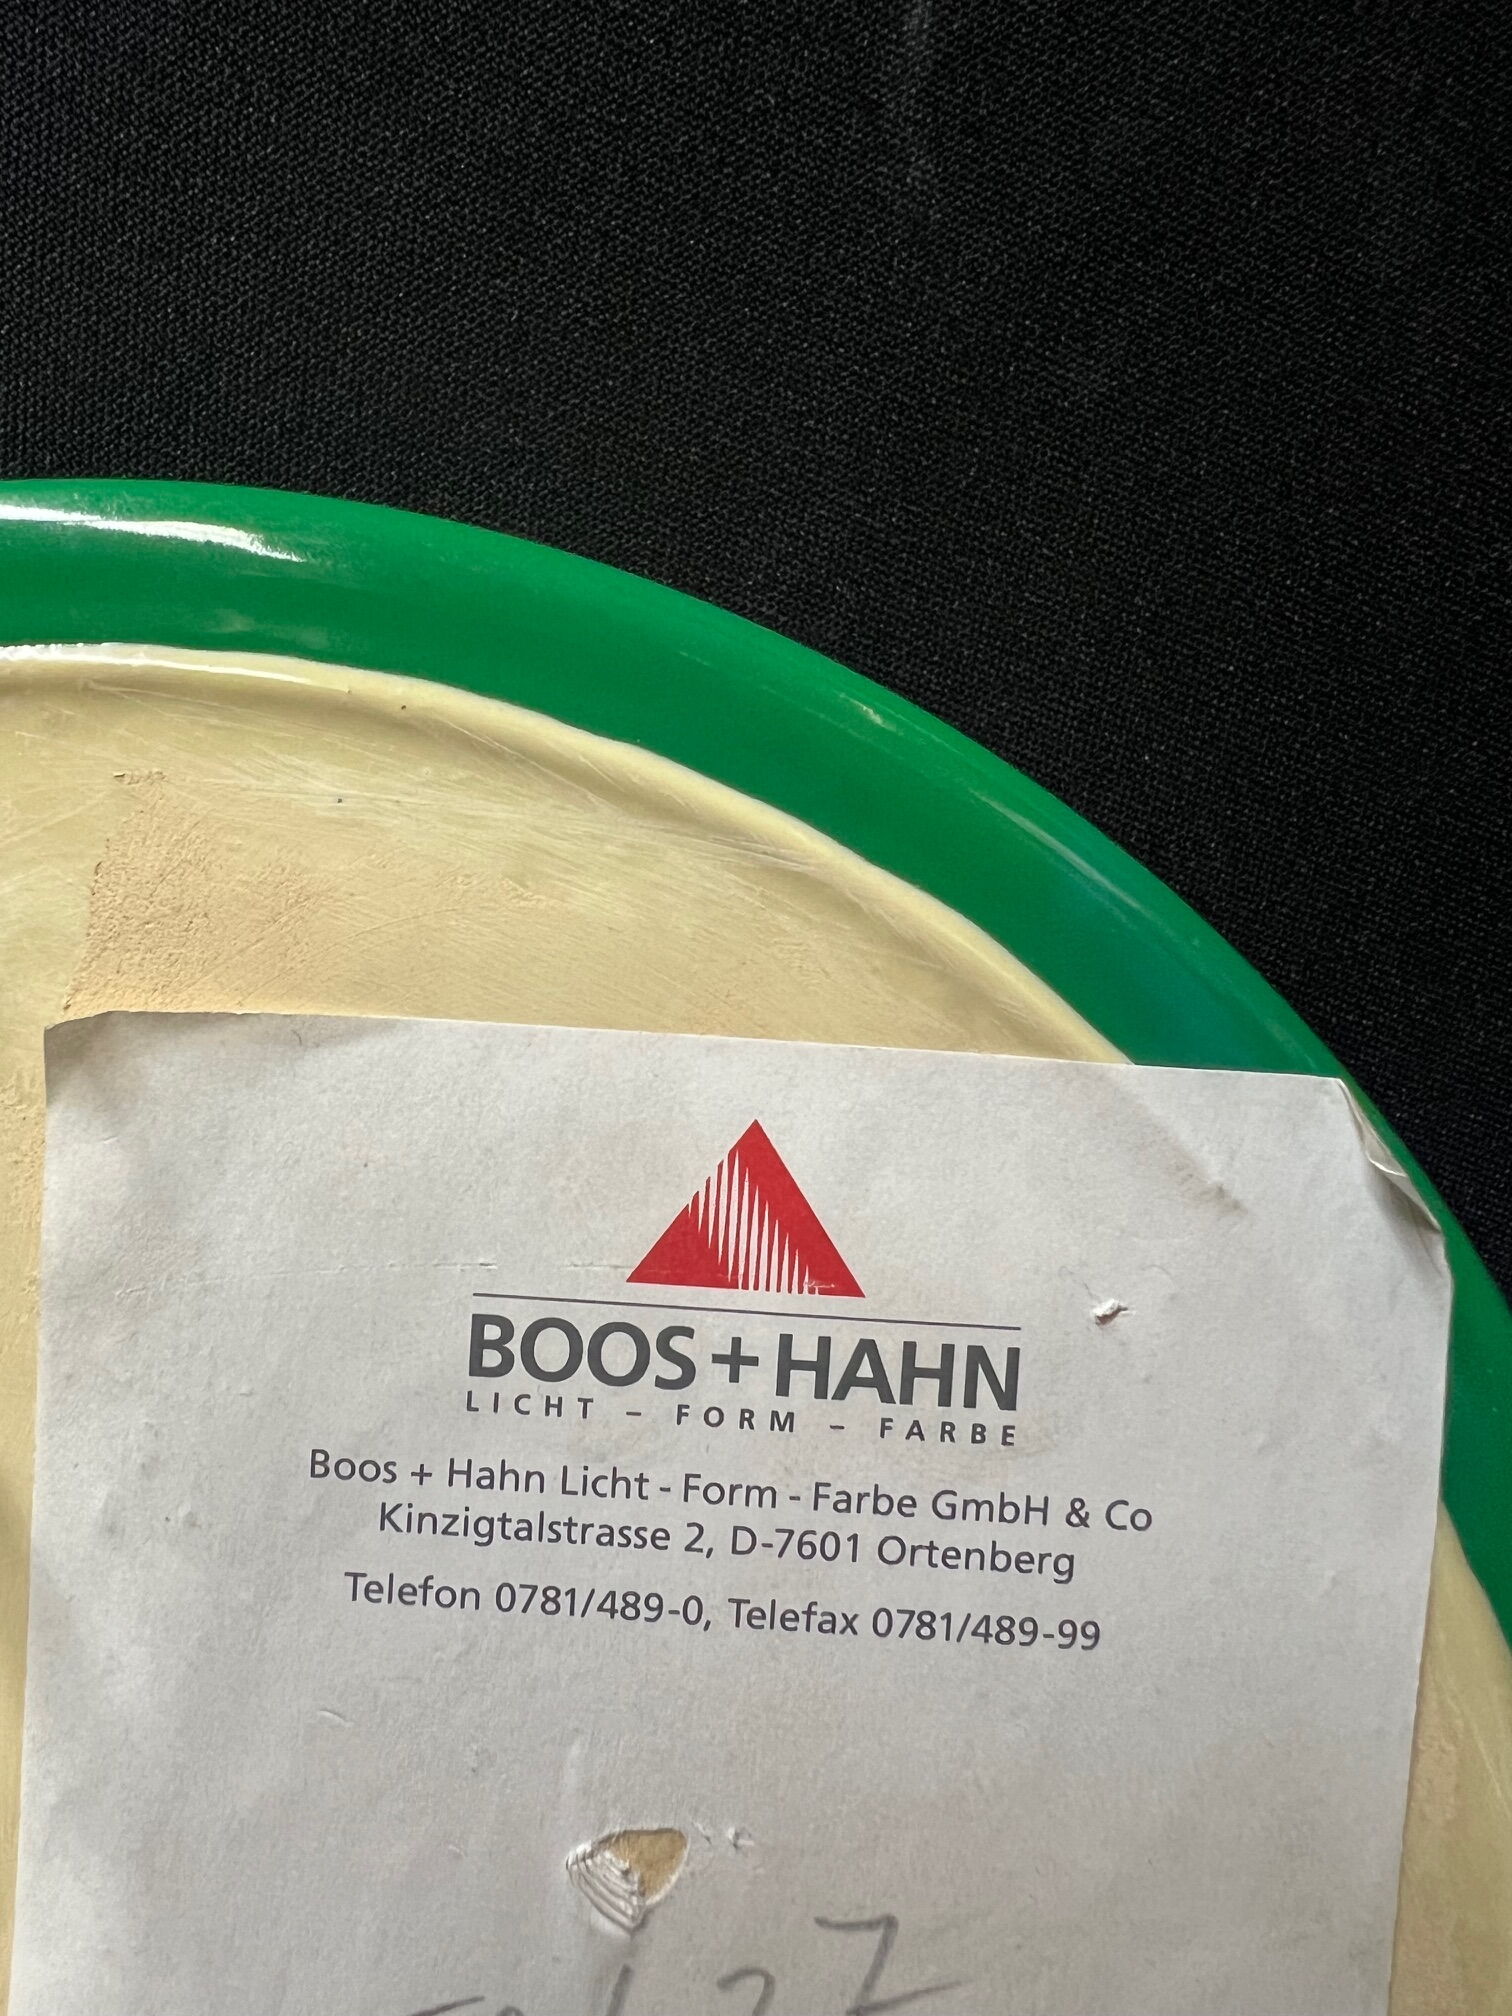 BOOS+HAHN
LICHT – FORM – FARBE
Boos + Hahn Licht - Form - Farbe GmbH & Co
Kinzigtalstrasse 2, D-7601 Ortenberg
Telefon 0781/489-0, Telefax 0781/489-99